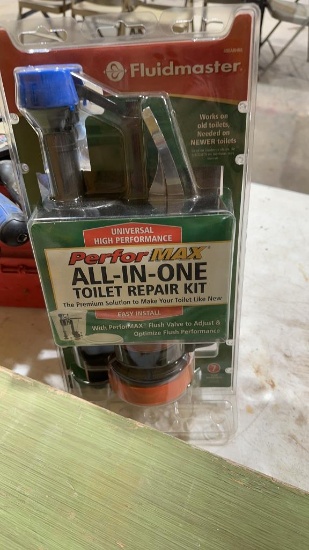 Fluidmaster
Works on
old toilets,
Needed on
NEWER toilets
UNIVERSAL
HIGH PERFORMANCE
PerforMAX
ALL-IN-ONE
TOILET REPAIR KIT
The Premium Solution to Make Your Toilet Like New
EASY INSTALL
With PerforMAX Flush Valve to Adjust &
Optimize Flush Performance